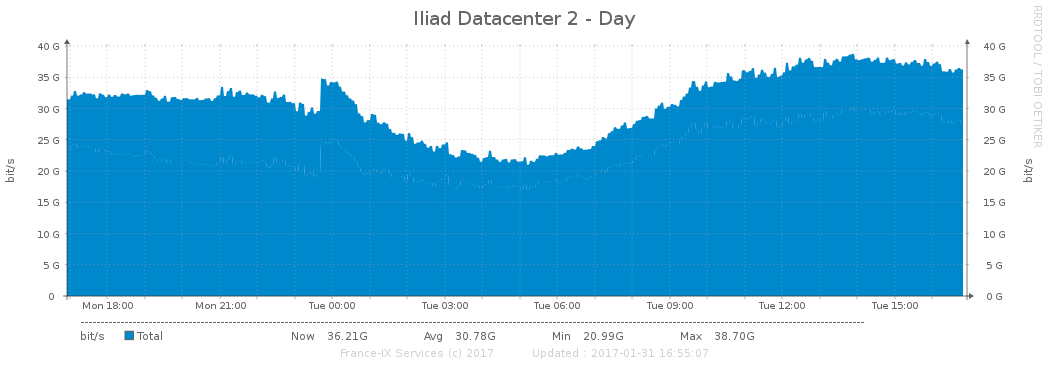 Iliad Datacenter 2 - Day
RRDTOOL / TOBI OETIKER
bit/s
40 G 40 G
35 G 35 G
30 G 30 G
25 G 25 G
20 G 20 G
15 G 15 G
10 G 10 G
5 G 5 G
0 0 G
bit/s
Mon 18:00 Mon 21:00 Tue 00:00 Tue 03:00 Tue 06:00 Tue 09:00 Tue 12:00 Tue 15:00
bit/s Total Now 36.21G Avg 30.78G Min 20.99G Max 38.70G
France-IX Services (c) 2017 Updated : 2017-01-31 16:55:07